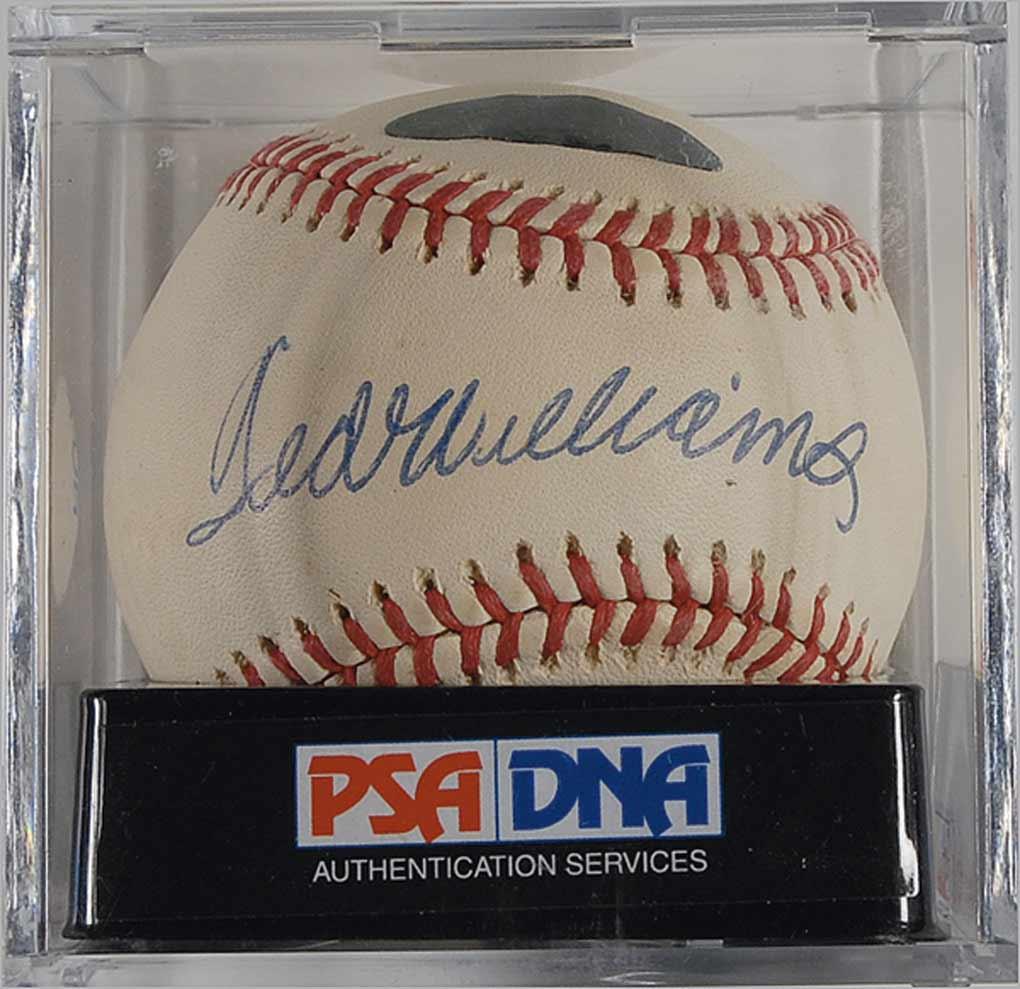 Ted Williams
PSA DNA
AUTHENTICATION SERVICES